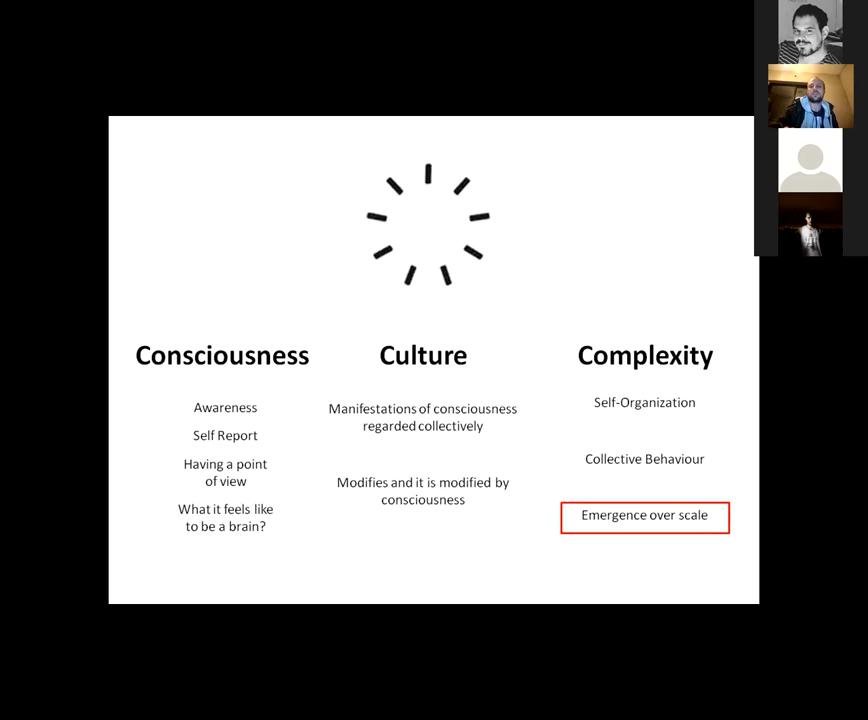 Consciousness
Awareness
Self Report
Having a point
of view
What it feels like
to be a brain?
Culture
Manifestations of consciousness
regarded collectively
Modifies and it is modified by
consciousness
Complexity
Self-Organization
Collective Behaviour
Emergence over scale